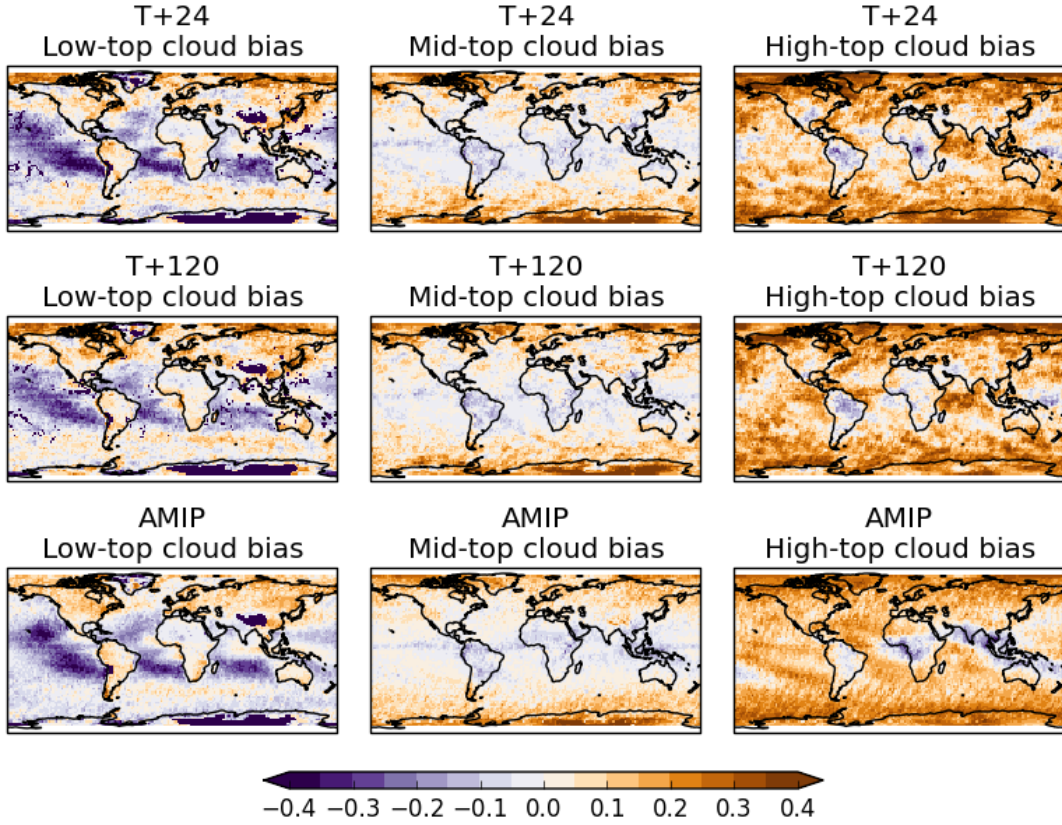 T+24
Low-top cloud bias
T+24
Mid-top cloud bias
T+24
High-top cloud bias
T+120
Low-top cloud bias
T+120
Mid-top cloud bias
T+120
High-top cloud bias
AMIP
Low-top cloud bias
AMIP
Mid-top cloud bias
AMIP
High-top cloud bias
−0.4 −0.3 −0.2 −0.1 0.0 0.1 0.2 0.3 0.4